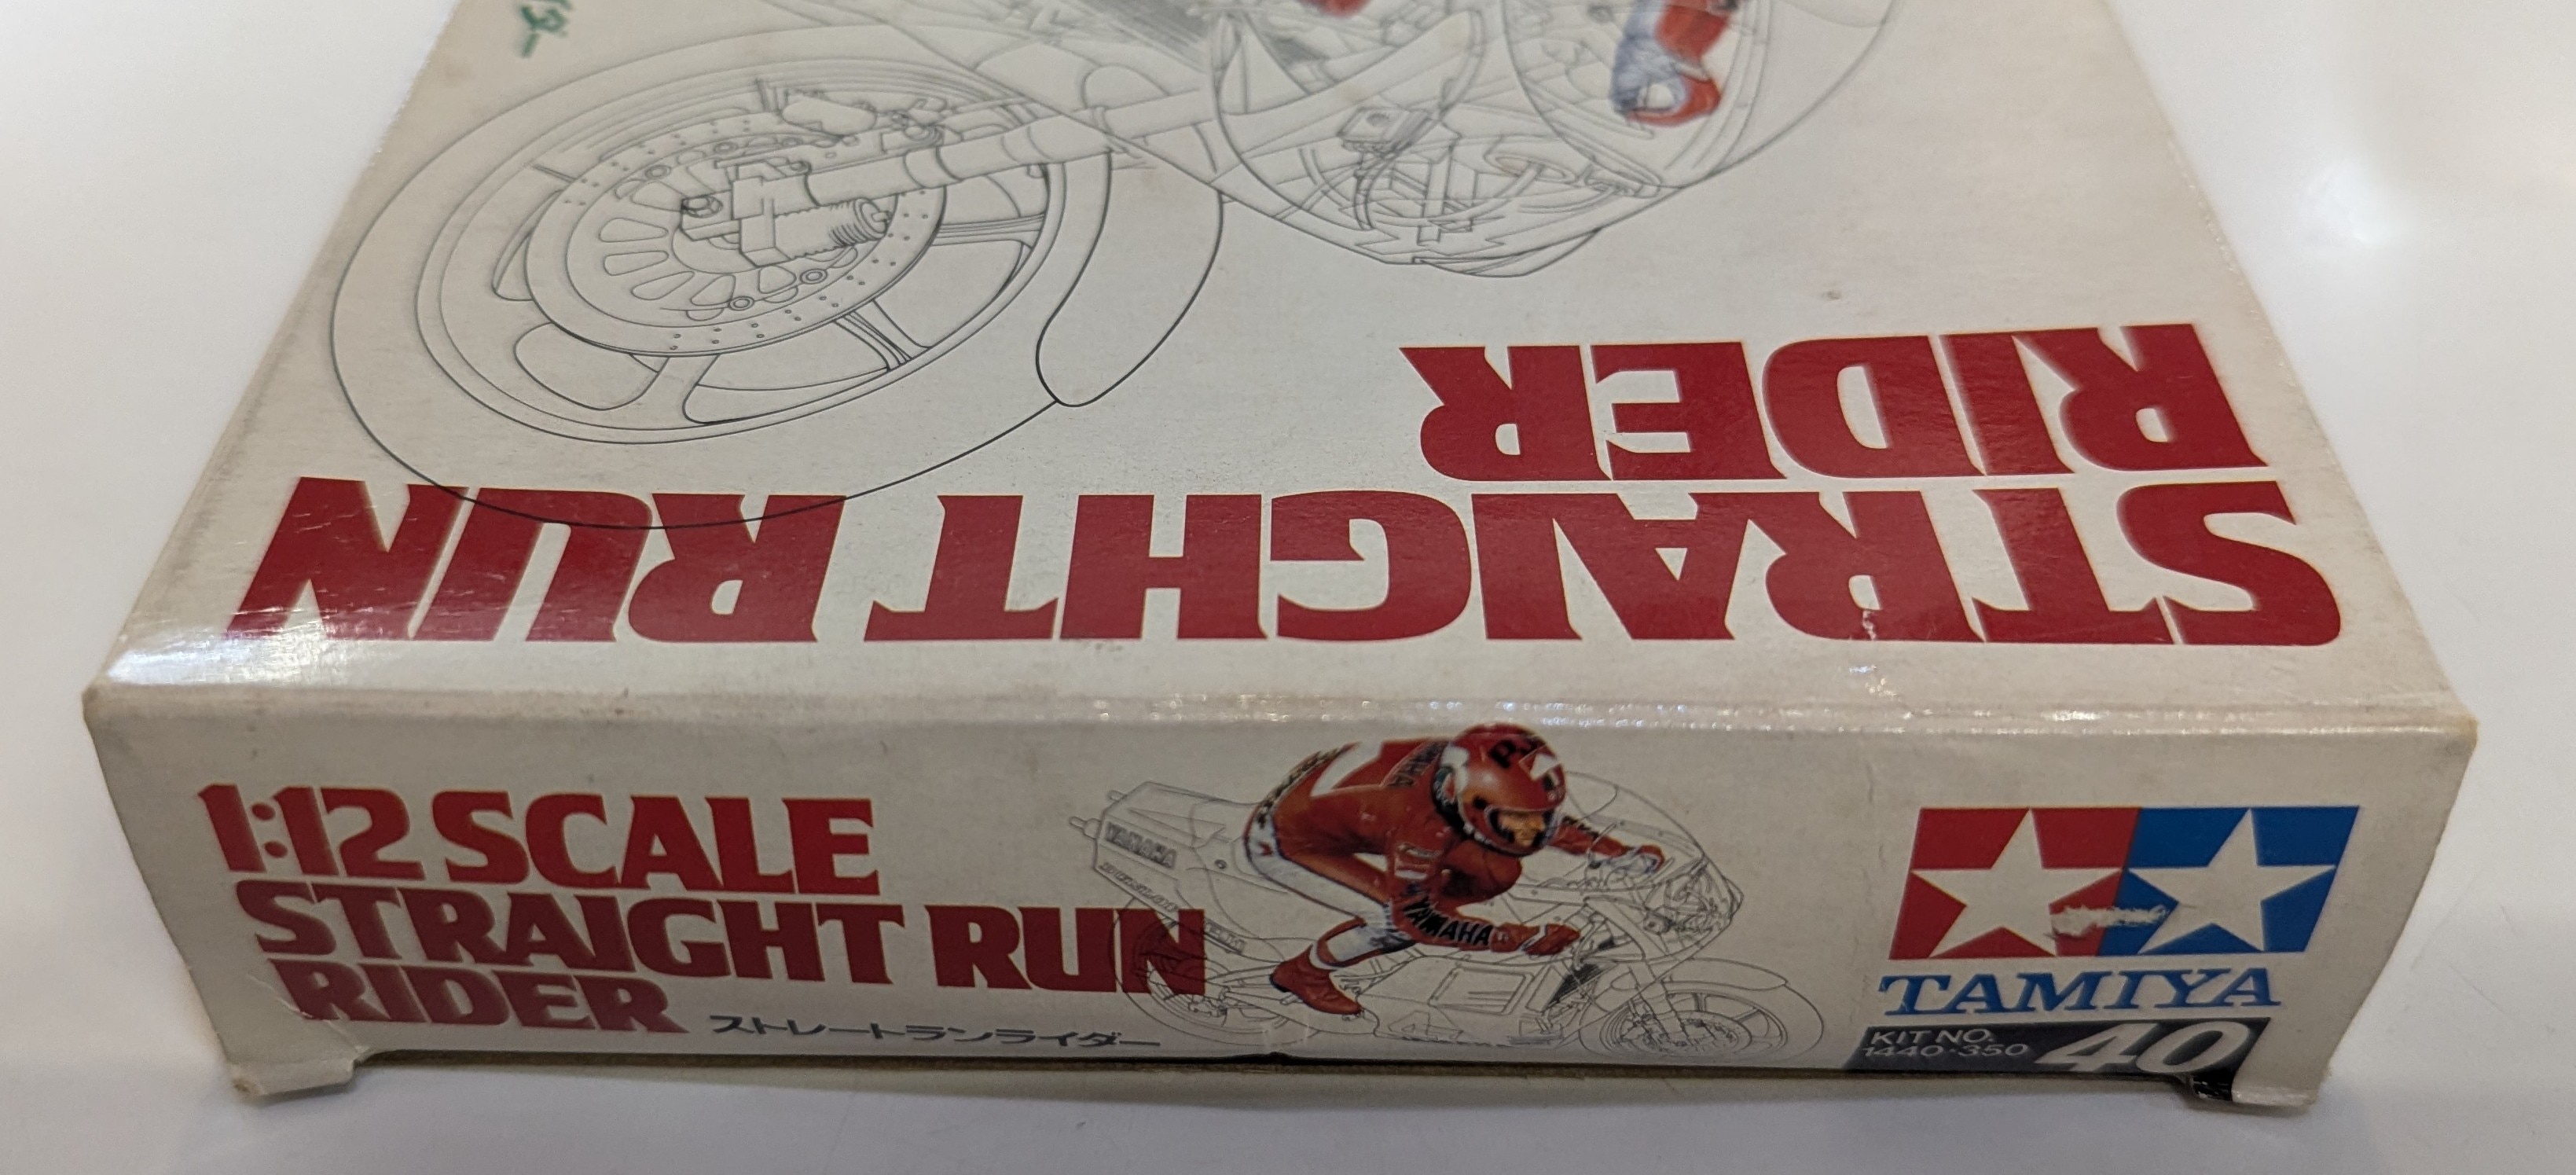 STRAIGHT RUN
RIDER
1:12 SCALE
STRAIGHT RUN
RIDER
ストレートランライダー
YAMAHA
YAMAHA
YAMAHA
TAMIYA
KIT NO.
1440·350
40